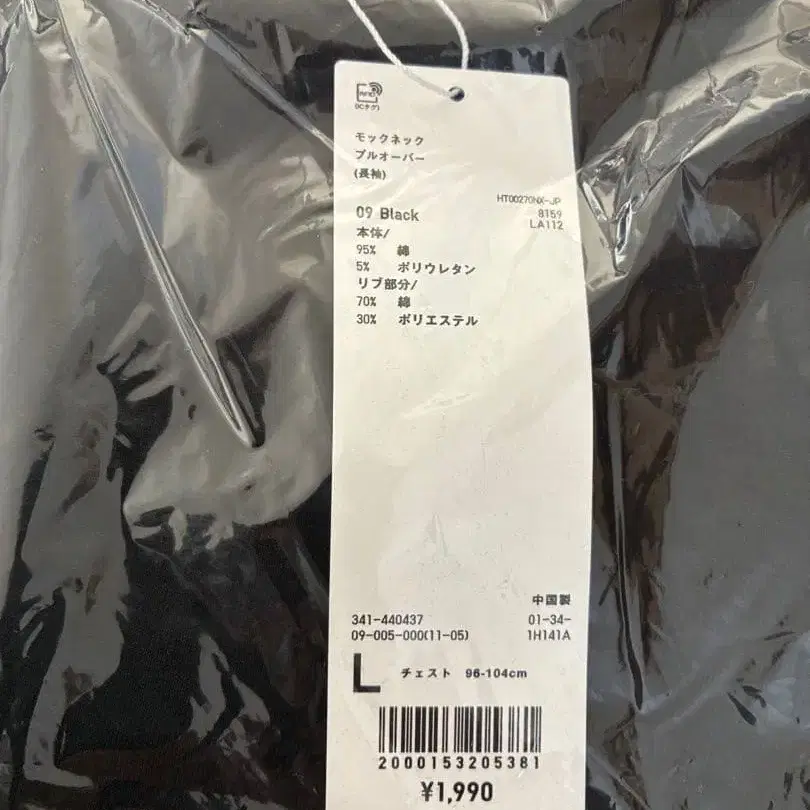 RFID
(ICタグ)
モックネック
プルオーバー
(長袖)
HT00270NX-JP
09 Black
8159
LA112
本体/
95% 綿
5% ポリウレタン
リブ部分/
70% 綿
30% ポリエステル
中国製
341-440437
01-34-
09-005-000(11-05)
1H141A
L チェスト 96-104cm
2000153205381
¥1,990